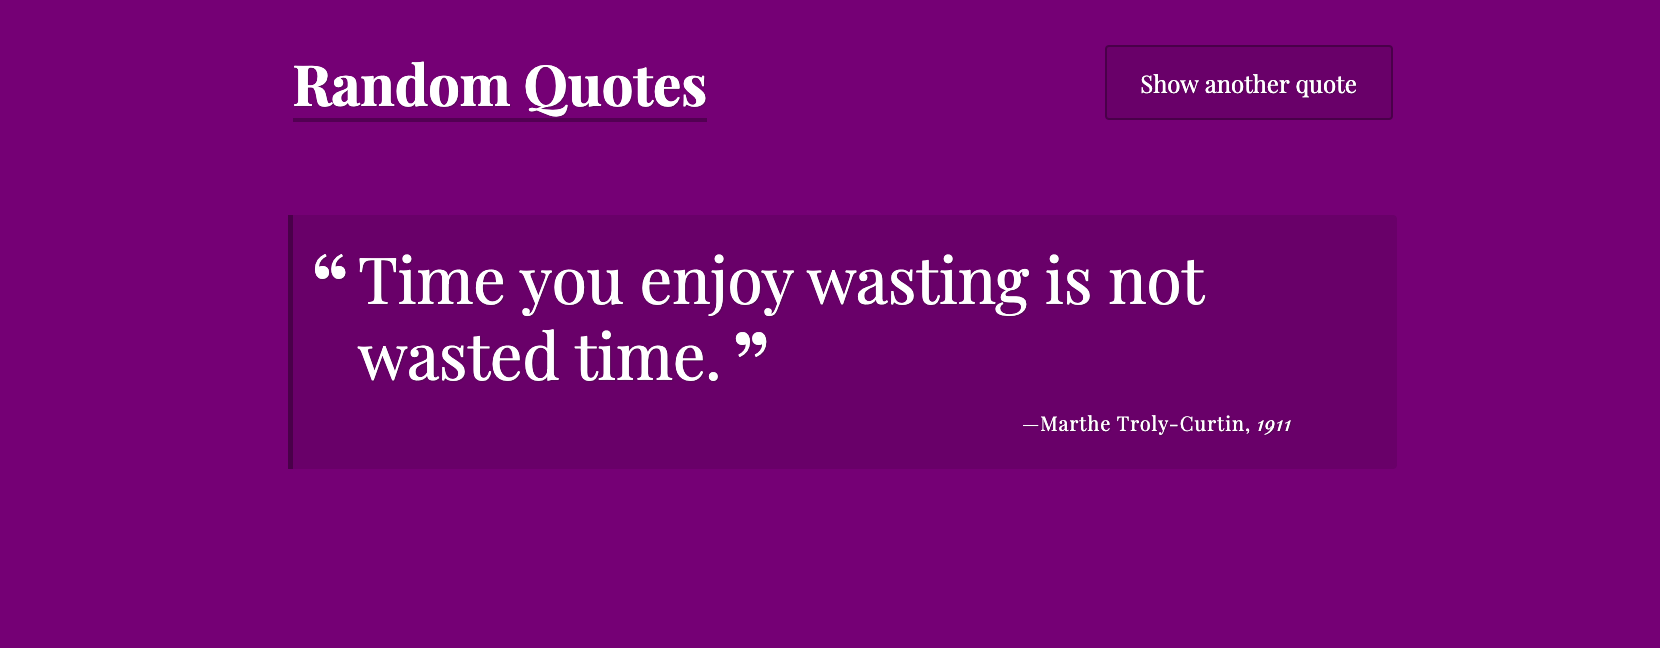 Random Quotes
Show another quote
“Time you enjoy wasting is not
wasted time.”
—Marthe Troly-Curtin, 1911